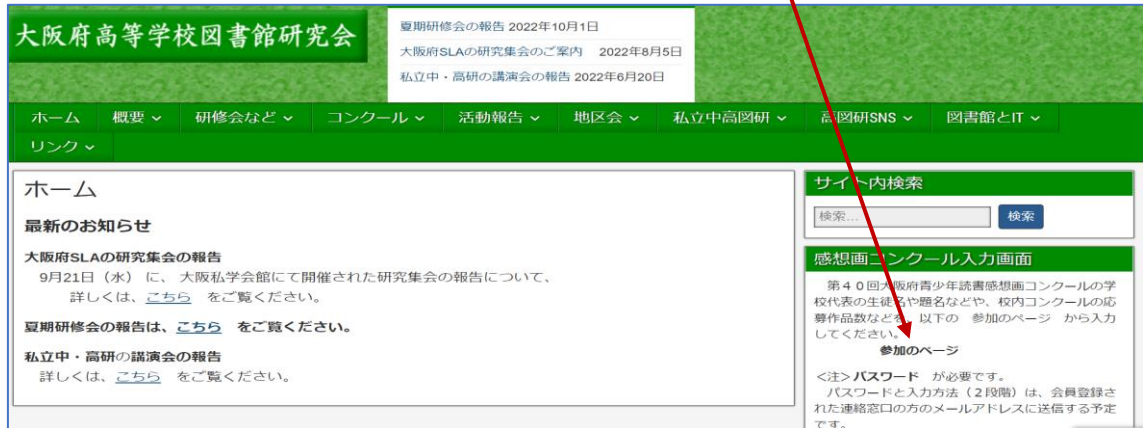 大阪府高等学校図書館研究会
夏期研修会の報告 2022年10月1日
大阪府SLAの研究集会のご案内 2022年8月5日
私立中・高研の講演会の報告 2022年6月20日
ホーム 概要 研修会など コンクール 活動報告 地区会 私立中高図研 高図研SNS 図書館とIT
リンク
ホーム
最新のお知らせ
大阪府SLAの研究集会の報告
9月21日（水） に、 大阪私学会館にて開催された研究集会の報告について、
詳しくは、こちら をご覧ください。
夏期研修会の報告は、こちら をご覧ください。
私立中・高研の講演会の報告
詳しくは、こちら をご覧ください。
サイト内検索
検索... 検索
感想画コンクール入力画面
第４０回大阪府青少年読書感想画コンクールの学
校代表の生徒名や題名などや、校内コンクールの応
募作品数などを、以下の 参加のページ から入力
してください。
参加のページ
<注>パスワード が必要です。
パスワードと入力方法（２段階）は、会員登録さ
れた連絡窓口の方のメールアドレスに送信する予定
です。